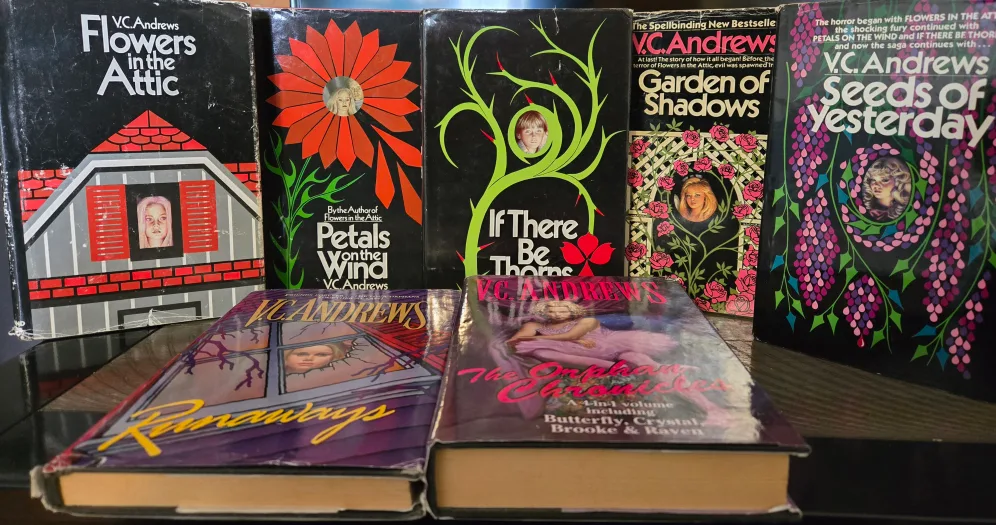 V.C. Andrews
Flowers
in the
Attic
By the Author of
Flowers in the Attic
Petals
on the
Wind
V.C. Andrews
If There
Be
Thorns
The Spellbinding New Bestselle
V.C. Andrews
At last! The story of how it all began! Before the
terror of Flowers in the Attic, evil was spawned in
Garden of
Shadows
The horror began with FLOWERS IN THE ATT
the shocking fury continued with
PETALS ON THE WIND and IF THERE BE THORN
and now the saga continues with...
V.C. Andrews
Seeds of
Yesterday
V.C. ANDREWS
Runaways
V.C. ANDREWS
The Orphan
Chronicles
A 4-in-1 volume
including
Butterfly, Crystal,
Brooke & Raven